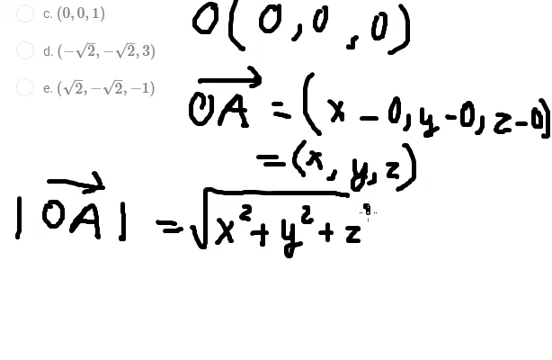 c. (0, 0, 1)
d. (−√2, −√2, 3)
e. (√2, −√2, −1)
O(0,0,0)
OA⃗ = (x − 0, y − 0, z − 0)
= (x, y, z)
|OA⃗| = √x² + y² + z